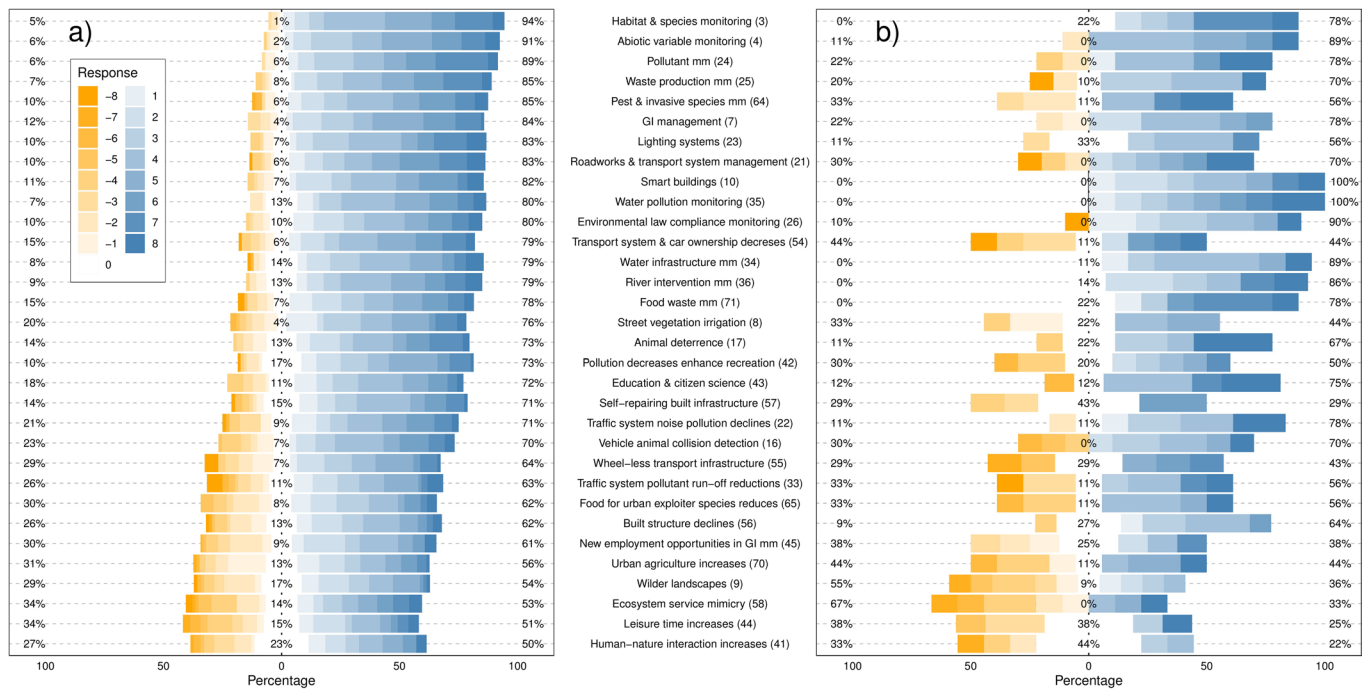 a)
b)
Response
−8 1
−7 2
−6 3
−5 4
−4 4
−3 5
−2 6
−1 7
0 8
5% 1% 94% Habitat & species monitoring (3) 0% 22% 78%
6% 2% 91% Abiotic variable monitoring (4) 11% 0% 89%
6% 6% 89% Pollutant mm (24) 22% 0% 78%
7% 8% 85% Waste production mm (25) 20% 10% 70%
10% 6% 85% Pest & invasive species mm (64) 33% 11% 56%
12% 4% 84% GI management (7) 22% 0% 78%
10% 7% 83% Lighting systems (23) 11% 33% 56%
10% 6% 83% Roadworks & transport system management (21) 30% 0% 70%
11% 7% 82% Smart buildings (10) 0% 0% 100%
7% 13% 80% Water pollution monitoring (35) 0% 0% 100%
10% 10% 80% Environmental law compliance monitoring (26) 10% 0% 90%
15% 6% 79% Transport system & car ownership decreses (54) 44% 11% 44%
8% 14% 79% Water infrastructure mm (34) 0% 11% 89%
9% 13% 79% River intervention mm (36) 0% 14% 86%
15% 7% 78% Food waste mm (71) 0% 22% 78%
20% 4% 76% Street vegetation irrigation (8) 33% 22% 44%
14% 13% 73% Animal deterrence (17) 11% 22% 67%
10% 17% 73% Pollution decreases enhance recreation (42) 30% 20% 50%
18% 11% 72% Education & citizen science (43) 12% 12% 75%
14% 15% 71% Self−repairing built infrastructure (57) 29% 43% 29%
21% 9% 71% Traffic system noise pollution declines (22) 11% 11% 78%
23% 7% 70% Vehicle animal collision detection (16) 30% 0% 70%
29% 7% 64% Wheel−less transport infrastructure (55) 29% 29% 43%
26% 11% 63% Traffic system pollutant run−off reductions (33) 33% 11% 56%
30% 8% 62% Food for urban exploiter species reduces (65) 33% 11% 56%
26% 13% 62% Built structure declines (56) 9% 27% 64%
30% 9% 61% New employment opportunities in GI mm (45) 38% 25% 38%
31% 13% 56% Urban agriculture increases (70) 44% 11% 44%
29% 17% 54% Wilder landscapes (9) 55% 9% 36%
34% 14% 53% Ecosystem service mimicry (58) 67% 0% 33%
34% 15% 51% Leisure time increases (44) 38% 38% 25%
27% 23% 50% Human−nature interaction increases (41) 33% 44% 22%
100 50 0 50 100 100 50 0 50 100
Percentage Percentage